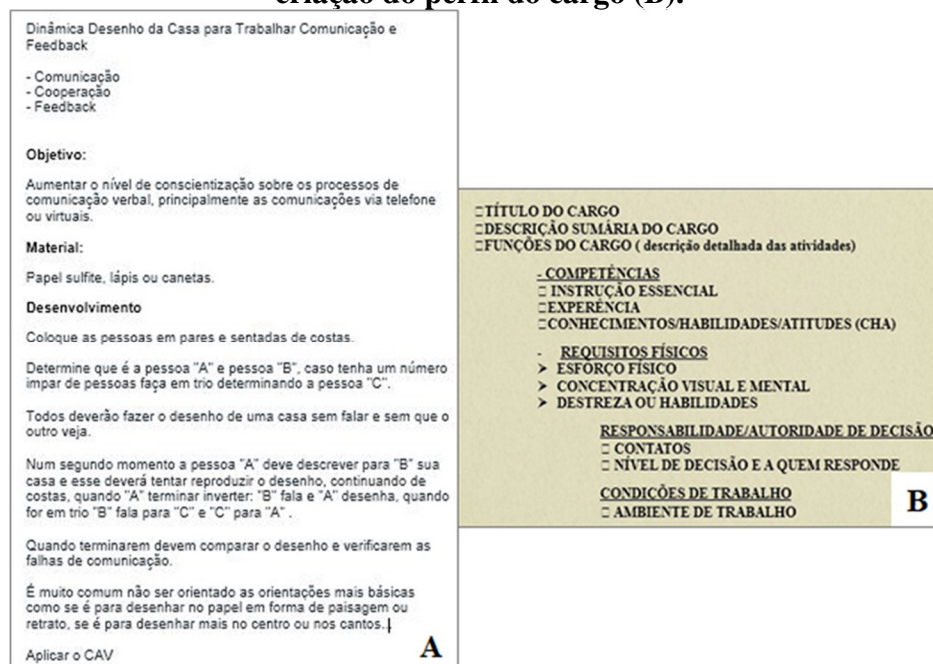 criação do perfil do cargo (B).
Dinâmica Desenho da Casa para Trabalhar Comunicação e
Feedback
- Comunicação
- Cooperação
- Feedback
Objetivo:
Aumentar o nível de conscientização sobre os processos de
comunicação verbal, principalmente as comunicações via telefone
ou virtuais.
Material:
Papel sulfite, lápis ou canetas.
Desenvolvimento
Coloque as pessoas em pares e sentadas de costas.
Determine que é a pessoa "A" e pessoa "B", caso tenha um número
impar de pessoas faça em trio determinando a pessoa "C".
Todos deverão fazer o desenho de uma casa sem falar e sem que o
outro veja.
Num segundo momento a pessoa "A" deve descrever para "B" sua
casa e esse deverá tentar reproduzir o desenho, continuando de
costas, quando "A" terminar inverter: "B" fala e "A" desenha, quando
for em trio "B" fala para "C" e "C" para "A" .
Quando terminarem devem comparar o desenho e verificarem as
falhas de comunicação.
É muito comum não ser orientado as orientações mais básicas
como se é para desenhar no papel em forma de paisagem ou
retrato, se é para desenhar mais no centro ou nos cantos..
Aplicar o CAV
A
□TÍTULO DO CARGO
□DESCRIÇÃO SUMÁRIA DO CARGO
□FUNÇÕES DO CARGO ( descrição detalhada das atividades)
- COMPETÊNCIAS
□ INSTRUÇÃO ESSENCIAL
□EXPERÊNCIA
□CONHECIMENTOS/HABILIDADES/ATITUDES (CHA)
- REQUISITOS FÍSICOS
➢ ESFORÇO FÍSICO
➢ CONCENTRAÇÃO VISUAL E MENTAL
➢ DESTREZA OU HABILIDADES
RESPONSABILIDADE/AUTORIDADE DE DECISÃO
□ CONTATOS
□ NÍVEL DE DECISÃO E A QUEM RESPONDE
CONDIÇÕES DE TRABALHO
□ AMBIENTE DE TRABALHO
B